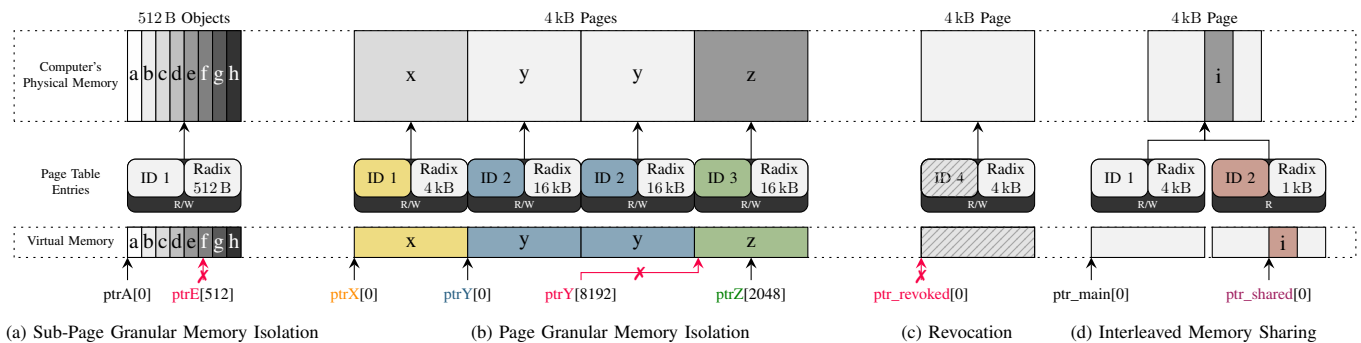 512 B Objects
4 kB Pages
4 kB Page
4 kB Page
Computer's
Physical Memory
a b c d e f g h
x y y z
i
Page Table
Entries
ID 1 Radix
512 B
R/W
ID 1 Radix
4 kB
R/W
ID 2 Radix
16 kB
R/W
ID 2 Radix
16 kB
R/W
ID 3 Radix
16 kB
R/W
ID 4 Radix
4 kB
R/W
ID 1 Radix
4 kB
R/W
ID 2 Radix
1 kB
R
Virtual Memory
a b c d e f g h
x y y z
i
ptrA[0] ptrE[512]
ptrX[0] ptrY[0] ptrY[8192] ptrZ[2048]
ptr_revoked[0]
ptr_main[0] ptr_shared[0]
(a) Sub-Page Granular Memory Isolation
(b) Page Granular Memory Isolation
(c) Revocation
(d) Interleaved Memory Sharing